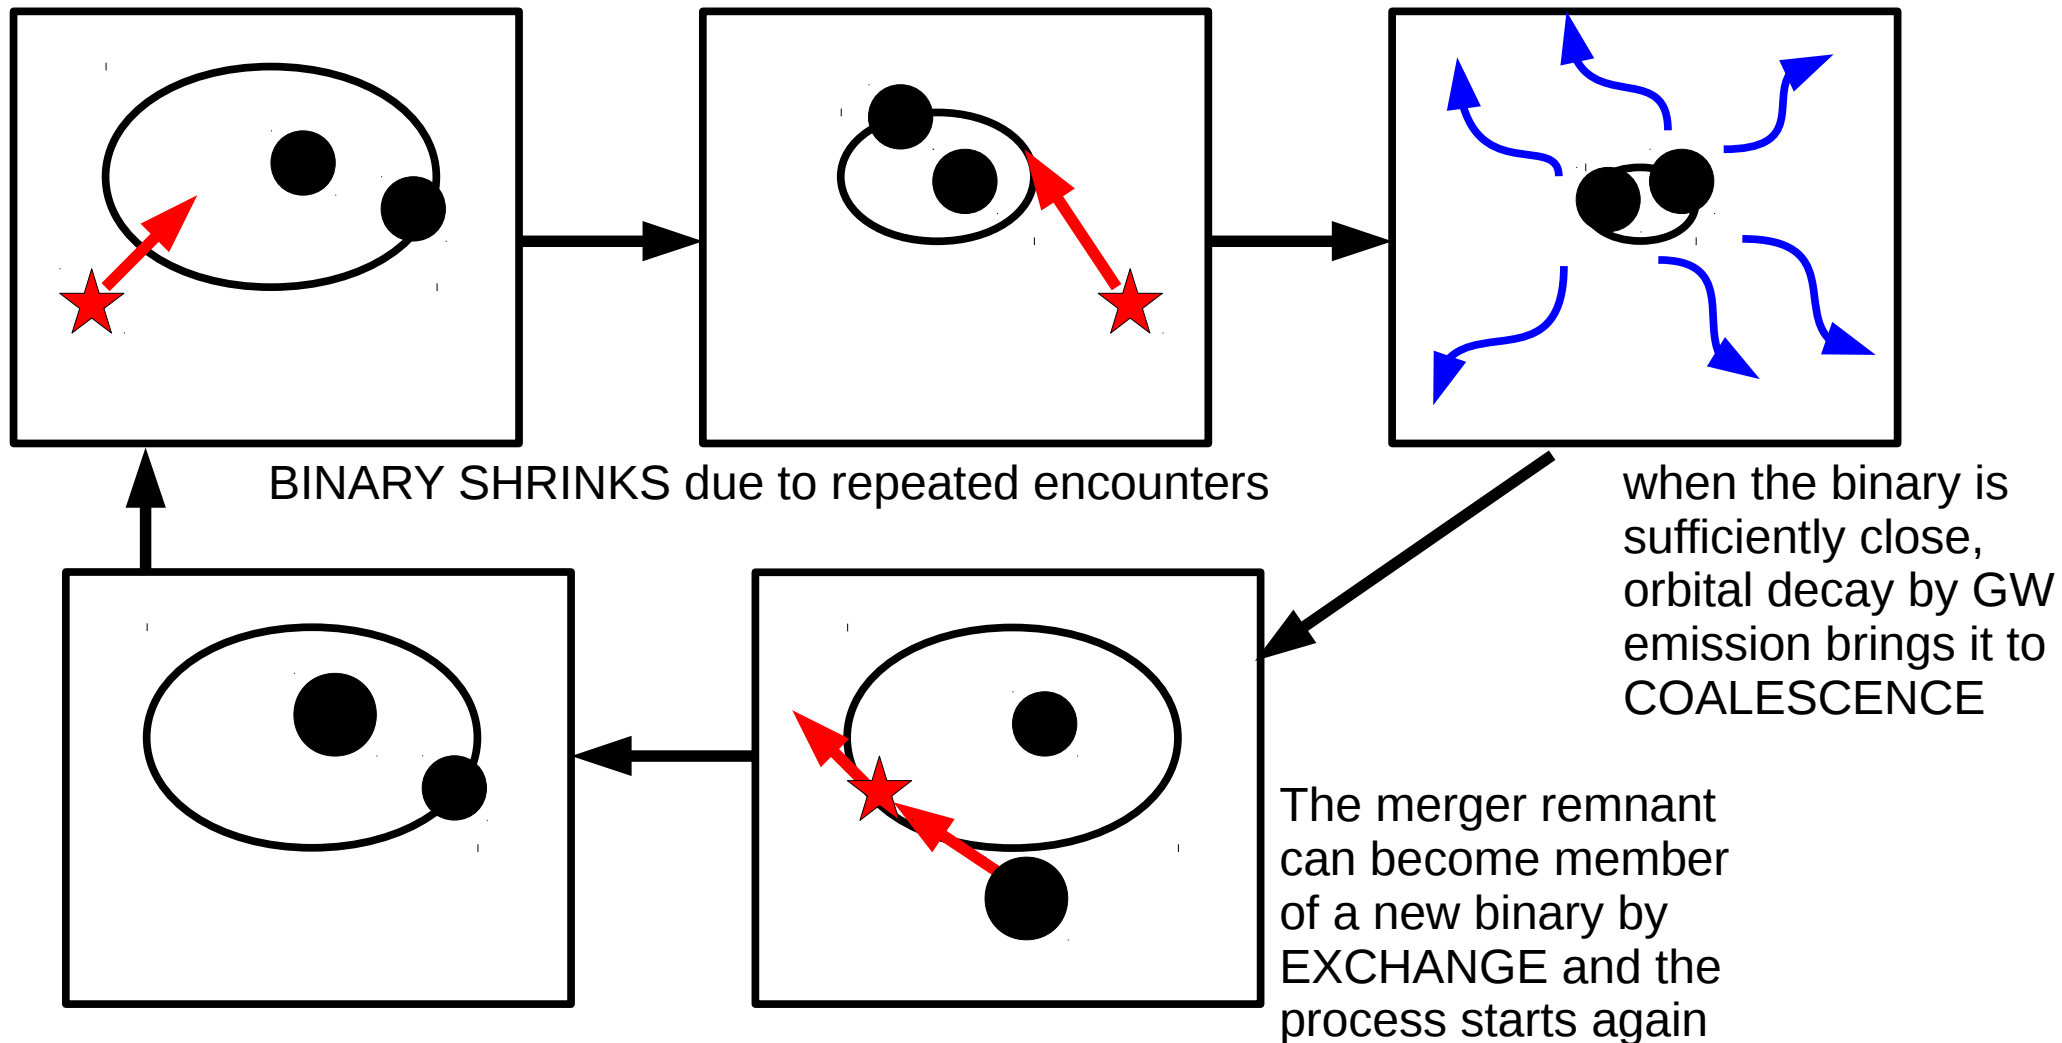 BINARY SHRINKS due to repeated encounters
when the binary is
sufficiently close,
orbital decay by GW
emission brings it to
COALESCENCE
The merger remnant
can become member
of a new binary by
EXCHANGE and the
process starts again